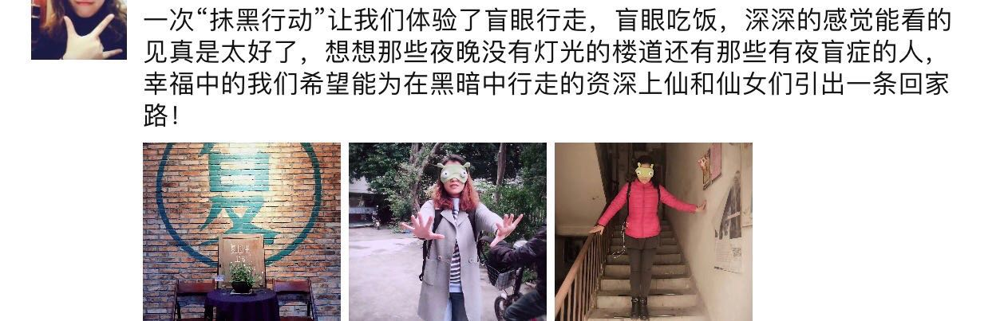 一次“抹黑行动”让我们体验了盲眼行走，盲眼吃饭，深深的感觉能看的
见真是太好了，想想那些夜晚没有灯光的楼道还有那些有夜盲症的人，
幸福中的我们希望能为在黑暗中行走的资深上仙和仙女们引出一条回家
路！
复